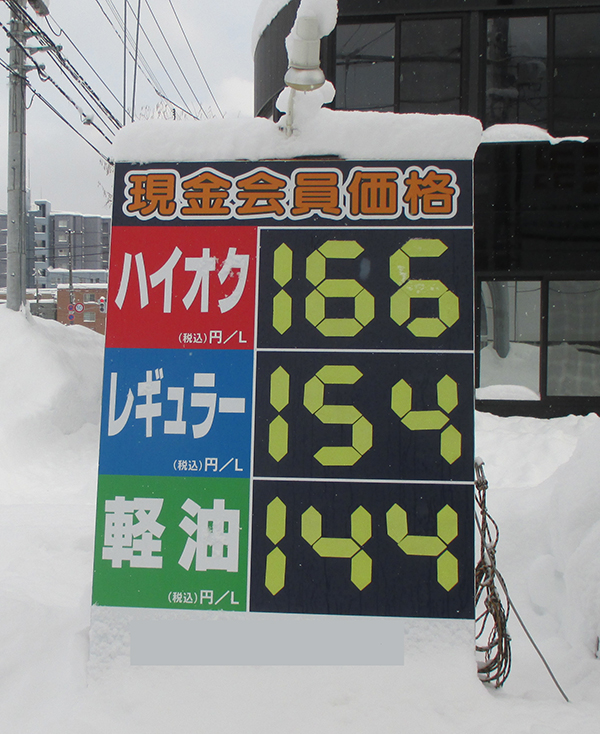 現金会員価格
ハイオク
(税込)円/L
166
レギュラー
(税込)円/L
154
軽油
(税込)円/L
144